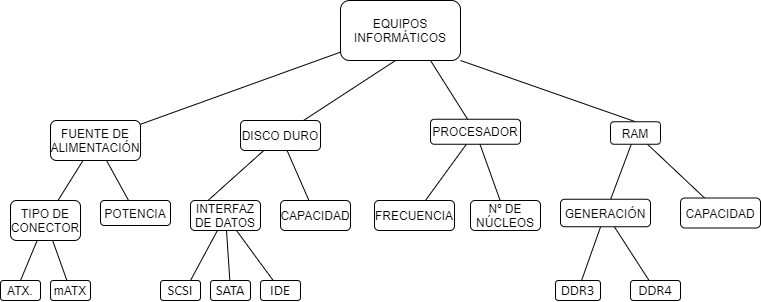 EQUIPOS
INFORMÁTICOS
FUENTE DE
ALIMENTACIÓN
DISCO DURO
PROCESADOR
RAM
TIPO DE
CONECTOR
POTENCIA
INTERFAZ
DE DATOS
CAPACIDAD
FRECUENCIA
Nº DE
NÚCLEOS
GENERACIÓN
CAPACIDAD
ATX.
mATX
SCSI
SATA
IDE
DDR3
DDR4